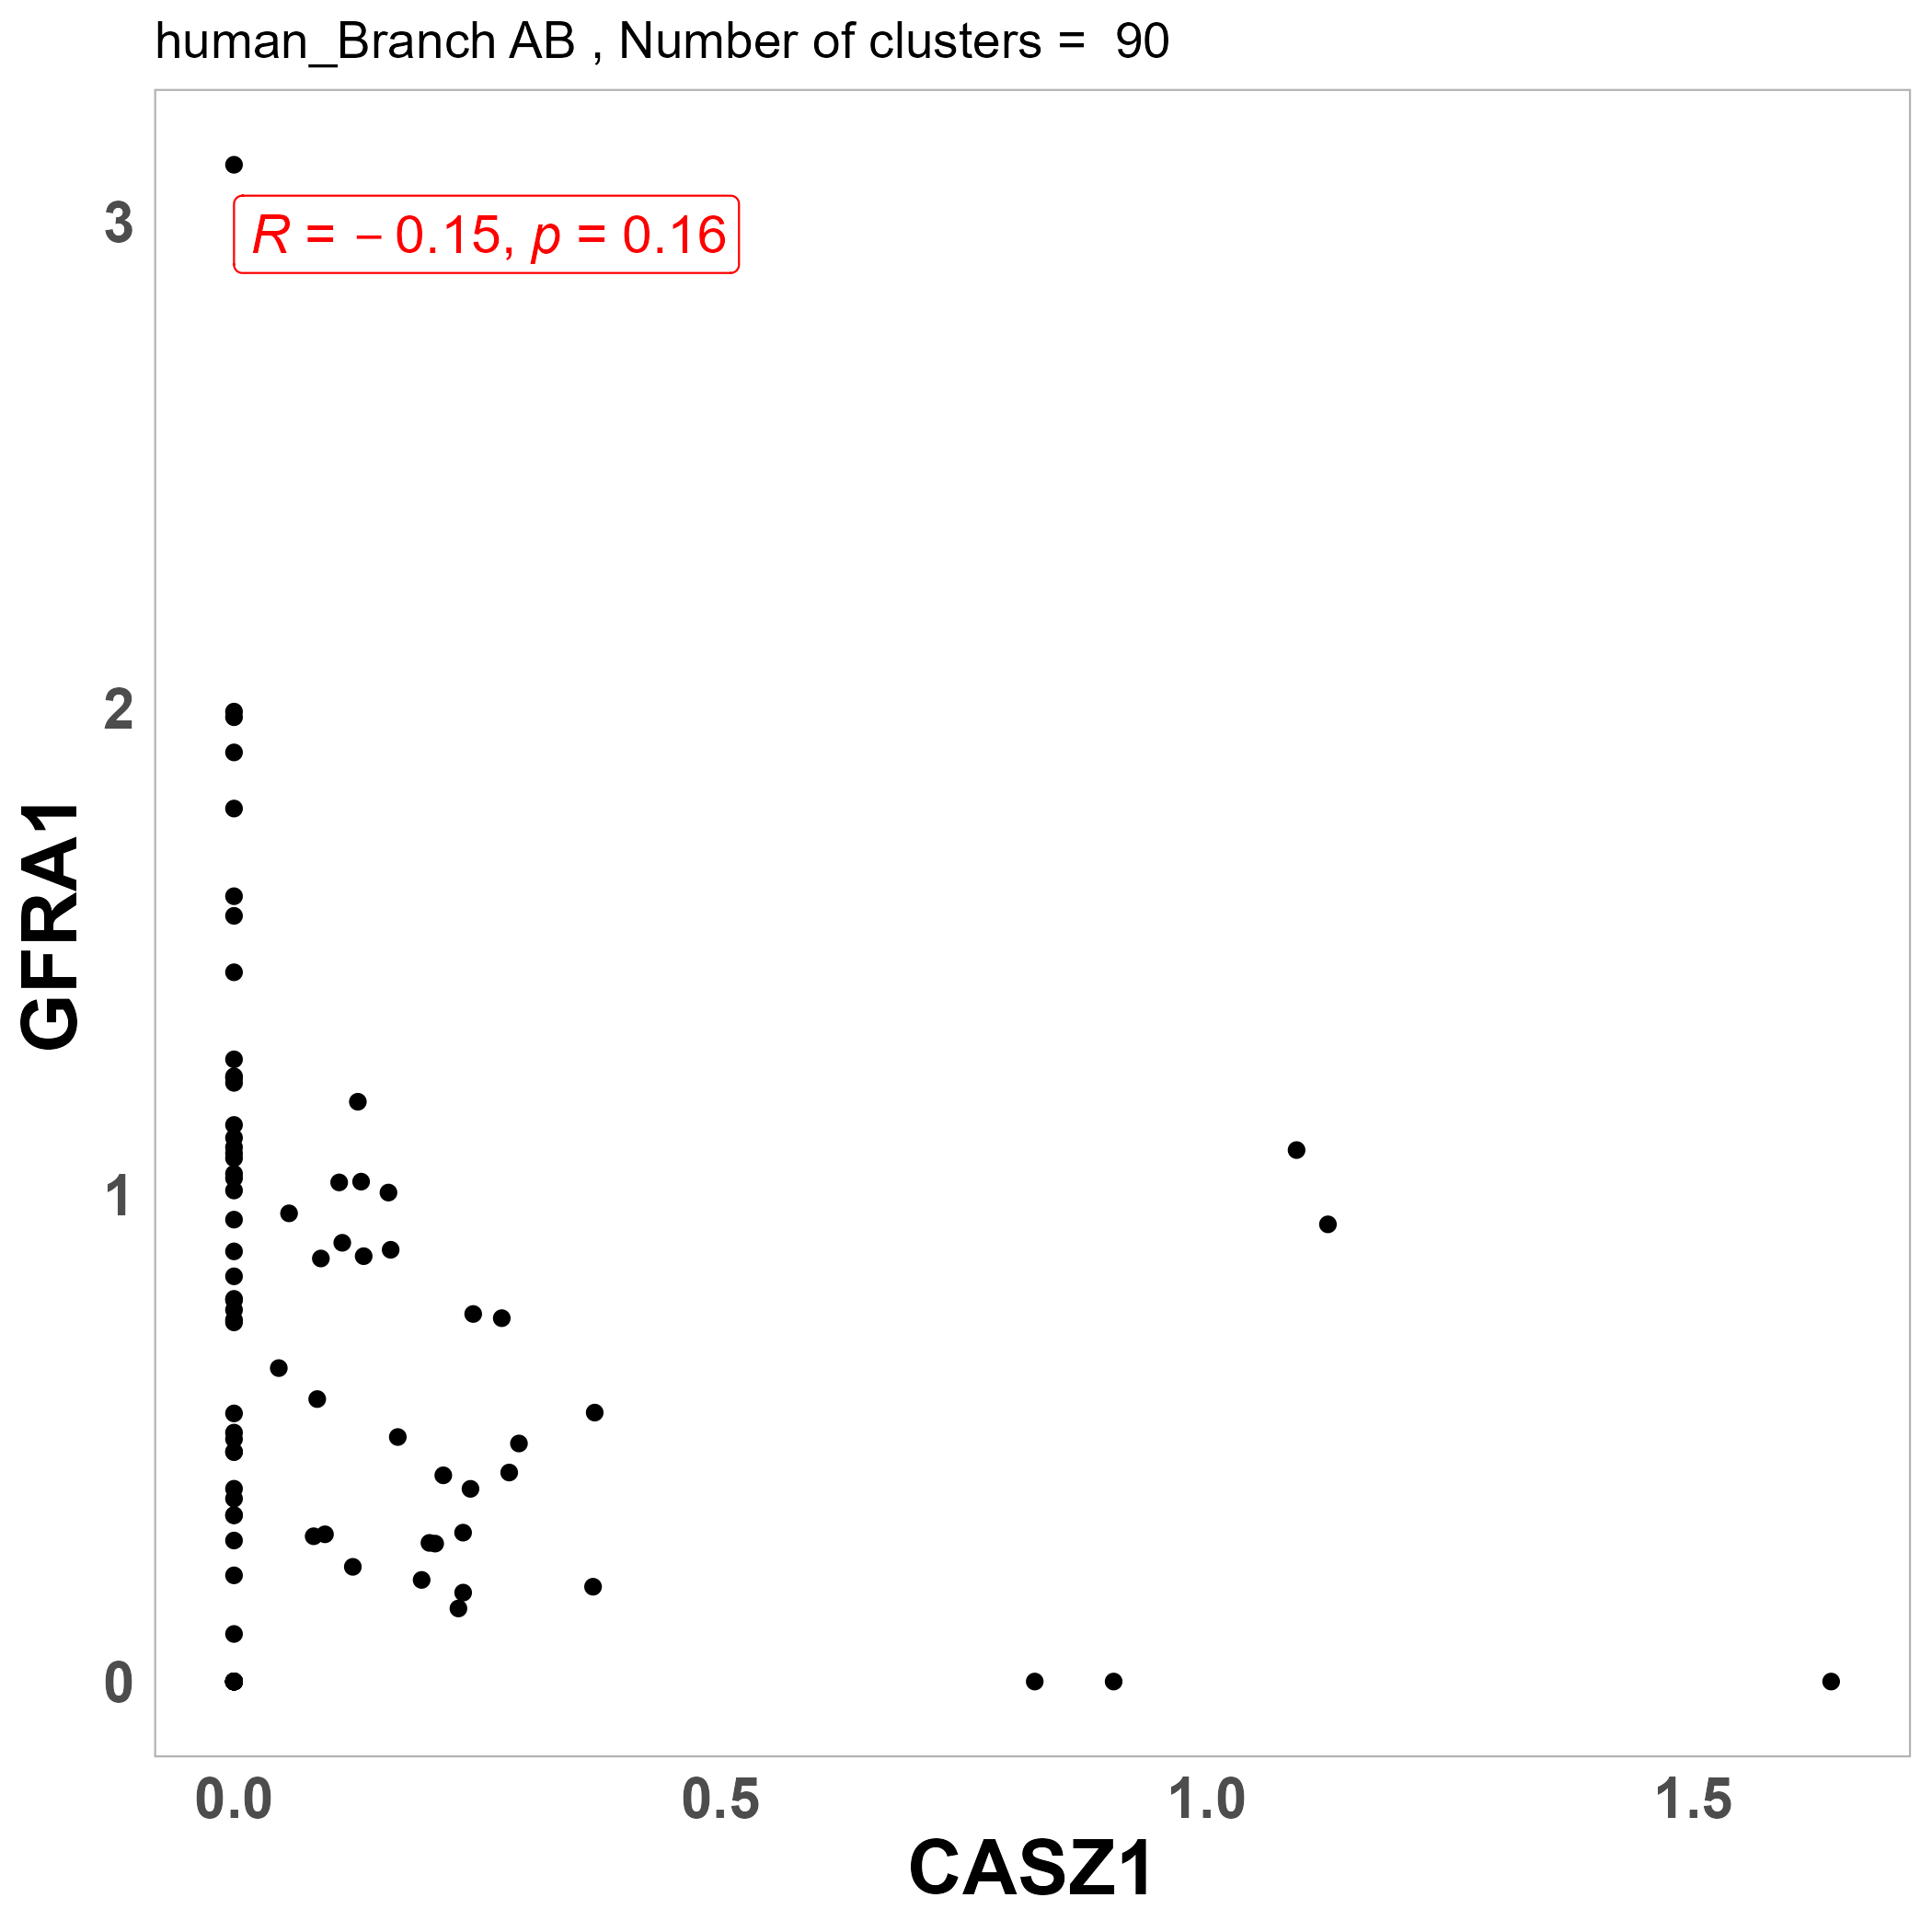 human_Branch AB , Number of clusters =  90
R = − 0.15, p = 0.16
3
2
1
0
GFRA1
0.0 0.5 1.0 1.5
CASZ1